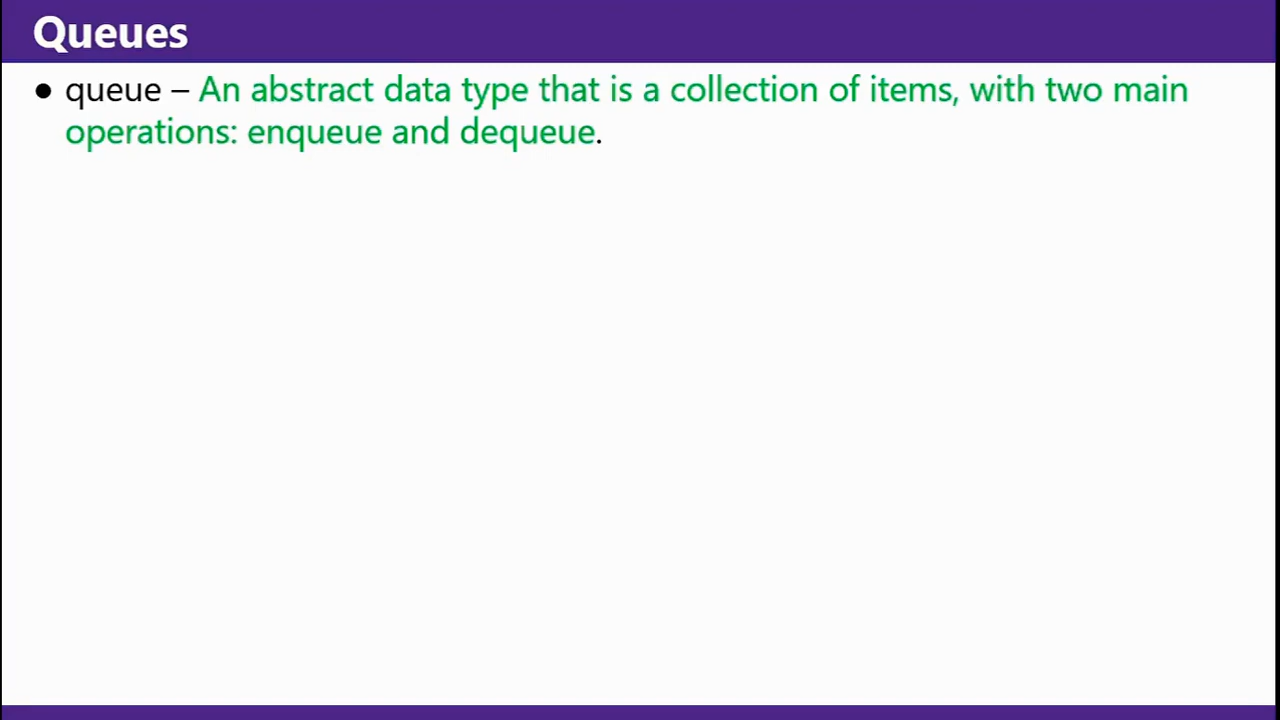 Queues
● queue – An abstract data type that is a collection of items, with two main
operations: enqueue and dequeue.